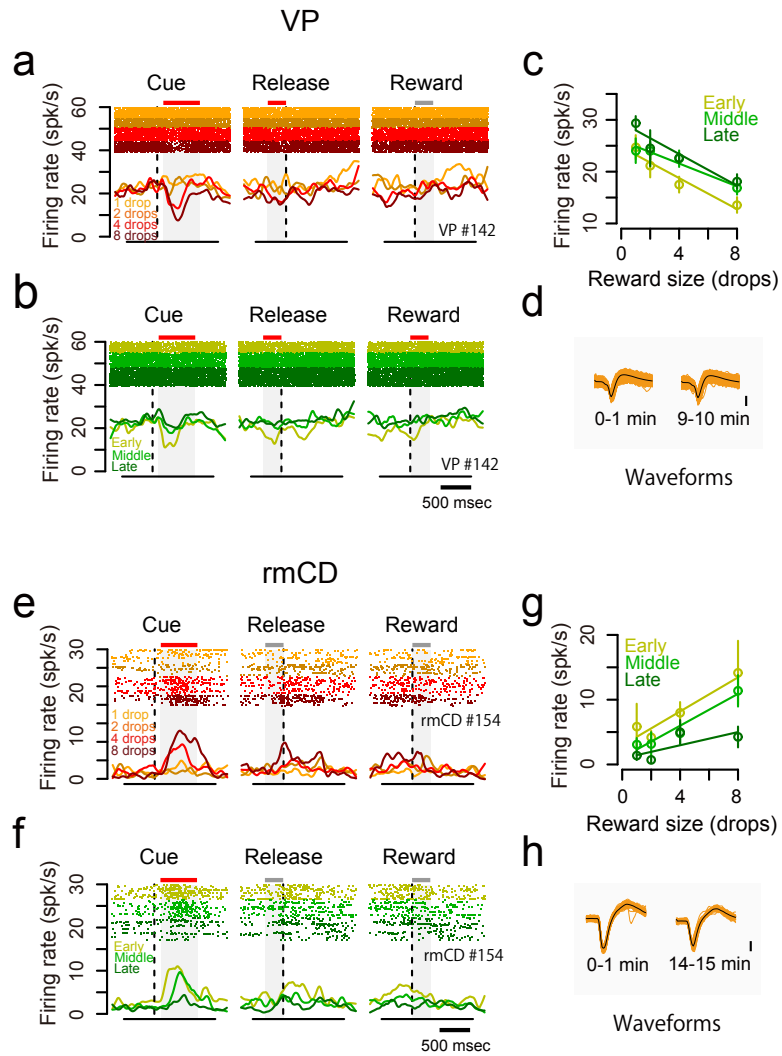 VP
a
Cue
Release
Reward
Firing rate (spk/s)
0 20 40 60
1 drop
2 drops
4 drops
8 drops
VP #142
c
Firing rate (spk/s)
10 20 30
Early
Middle
Late
0 4 8
Reward size (drops)
b
Cue
Release
Reward
Firing rate (spk/s)
0 20 40 60
Early
Middle
Late
VP #142
500 msec
d
0-1 min
9-10 min
Waveforms
rmCD
e
Cue
Release
Reward
Firing rate (spk/s)
0 5 10 20 30
1 drop
2 drops
4 drops
8 drops
rmCD #154
g
Firing rate (spk/s)
0 10 20
Early
Middle
Late
0 4 8
Reward size (drops)
f
Cue
Release
Reward
Firing rate (spk/s)
0 10 20 30
Early
Middle
Late
rmCD #154
500 msec
h
0-1 min
14-15 min
Waveforms